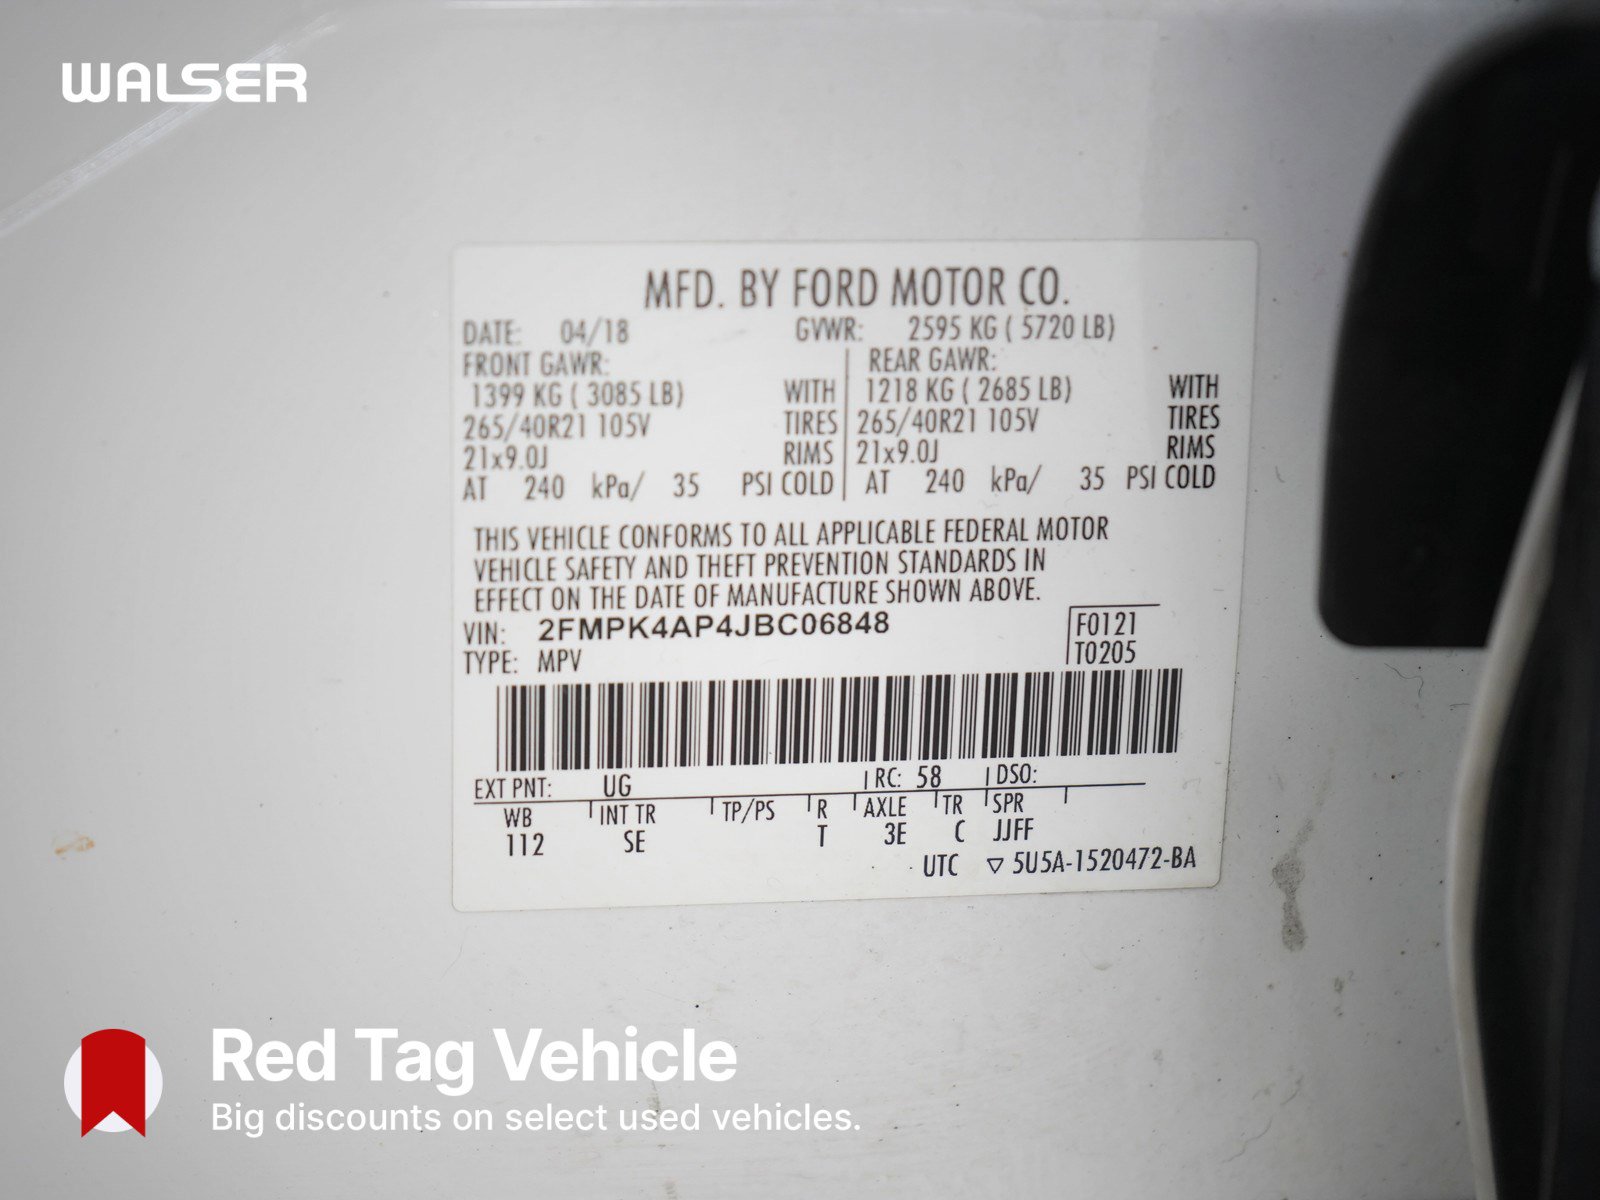 WALSER
MFD. BY FORD MOTOR CO.
DATE: 04/18 GVWR: 2595 KG ( 5720 LB)
FRONT GAWR: REAR GAWR:
1399 KG ( 3085 LB) WITH 1218 KG ( 2685 LB) WITH
265/40R21 105V TIRES 265/40R21 105V TIRES
21x9.0J RIMS 21x9.0J RIMS
AT 240 kPa/ 35 PSI COLD AT 240 kPa/ 35 PSI COLD
THIS VEHICLE CONFORMS TO ALL APPLICABLE FEDERAL MOTOR
VEHICLE SAFETY AND THEFT PREVENTION STANDARDS IN
EFFECT ON THE DATE OF MANUFACTURE SHOWN ABOVE.
VIN: 2FMPK4AP4JBC06848 F0121
TYPE: MPV T0205
EXT PNT: UG RC: 58 DSO:
WB INT TR TP/PS R AXLE TR SPR
112 SE T 3E C JJFF
UTC ▽ 5U5A-1520472-BA
Red Tag Vehicle
Big discounts on select used vehicles.